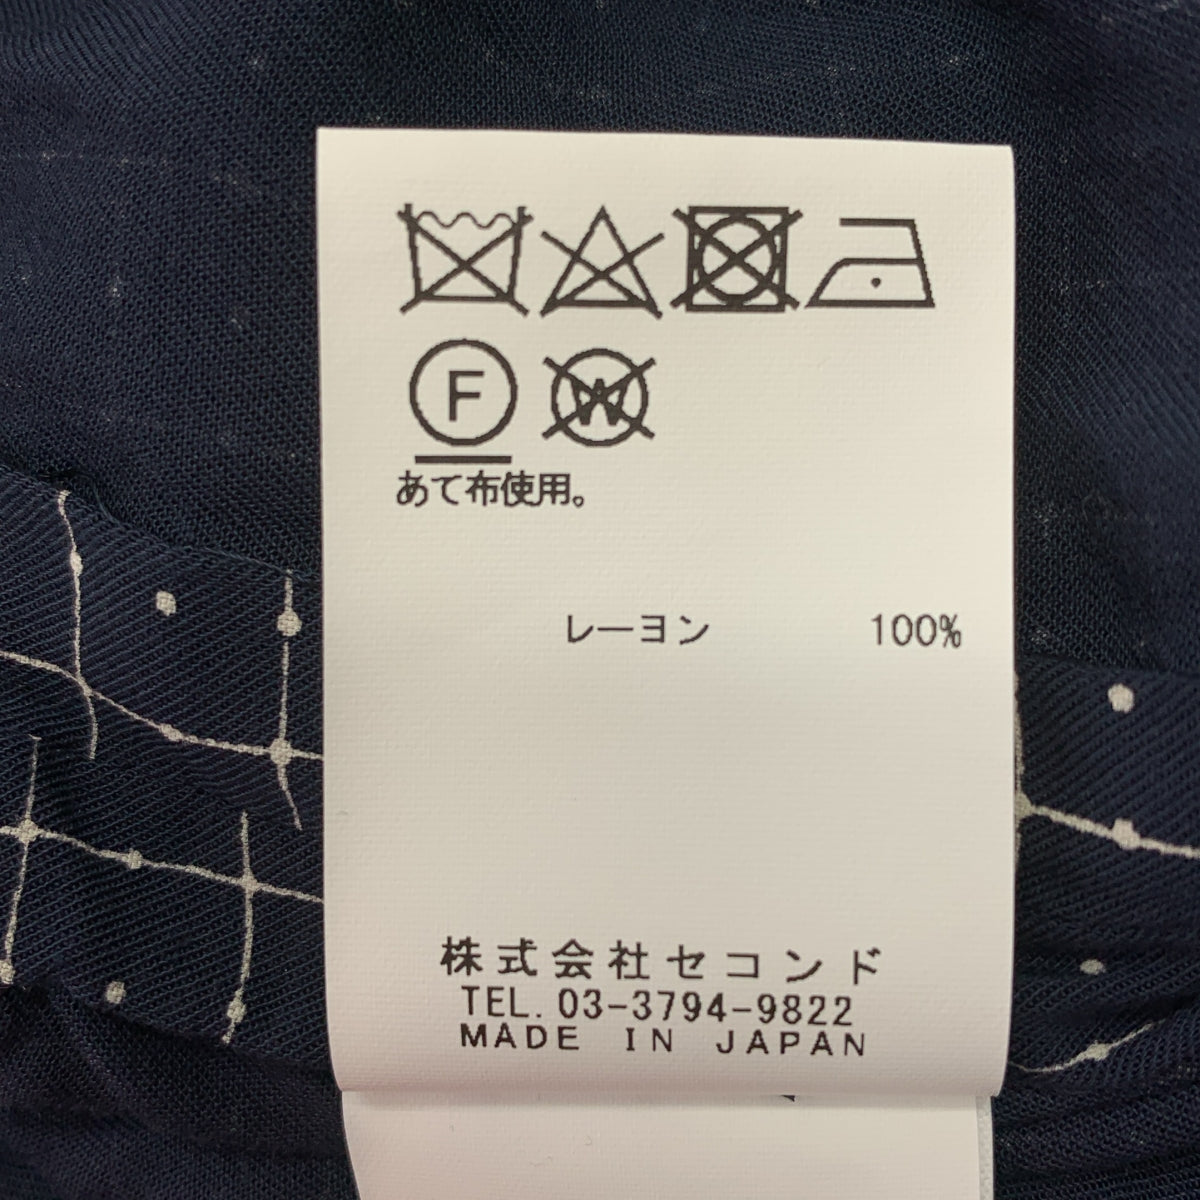 F W
あて布使用。
レーヨン 100%
株式会社セコンド
TEL. 03-3794-9822
MADE IN JAPAN